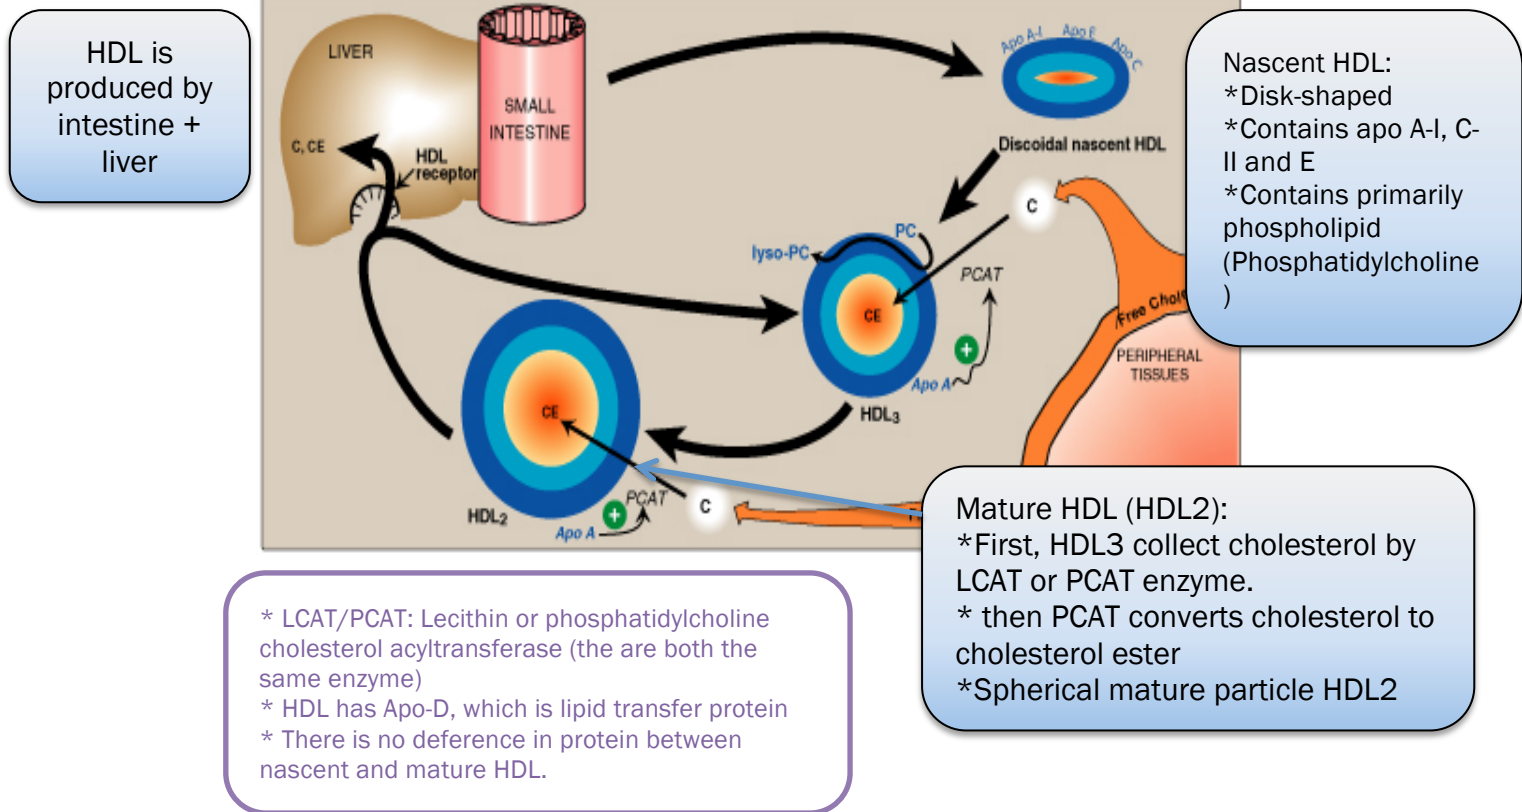 HDL is
produced by
intestine +
liver
LIVER
SMALL
INTESTINE
C, CE
HDL
receptor
Apo A-I
Apo E
Apo C
Discoidal nascent HDL
Nascent HDL:
*Disk-shaped
*Contains apo A-I, C-
II and E
*Contains primarily
phospholipid
(Phosphatidylcholine
)
C
PC
lyso-PC
PCAT
CE
+
Apo A
HDL3
Free
PERIPHERAL
TISSUES
CE
PCAT
C
+
HDL2
Apo A
Mature HDL (HDL2):
*First, HDL3 collect cholesterol by
LCAT or PCAT enzyme.
* then PCAT converts cholesterol to
cholesterol ester
*Spherical mature particle HDL2
* LCAT/PCAT: Lecithin or phosphatidylcholine
cholesterol acyltransferase (the are both the
same enzyme)
* HDL has Apo-D, which is lipid transfer protein
* There is no deference in protein between
nascent and mature HDL.